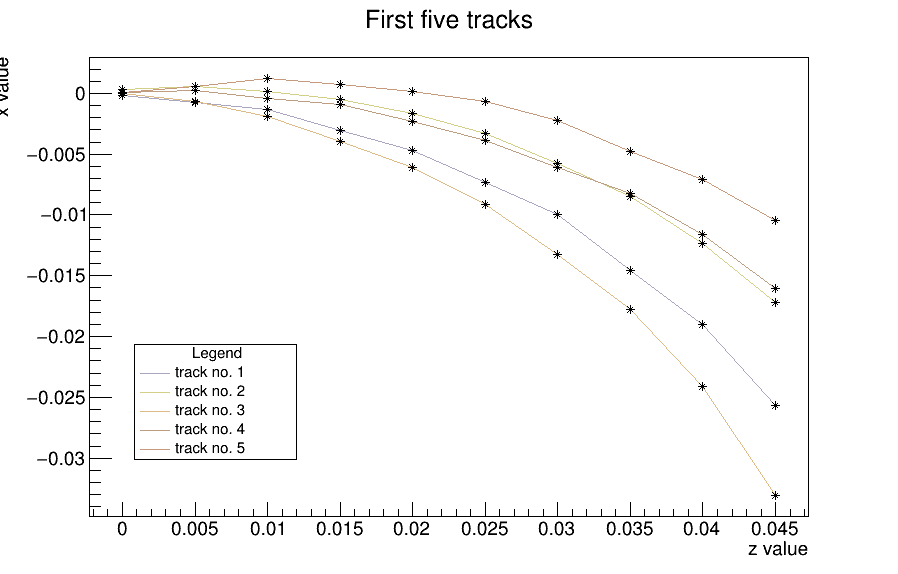 First five tracks
x value
0
−0.005
−0.01
−0.015
−0.02
−0.025
−0.03
Legend
track no. 1
track no. 2
track no. 3
track no. 4
track no. 5
0 0.005 0.01 0.015 0.02 0.025 0.03 0.035 0.04 0.045
z value